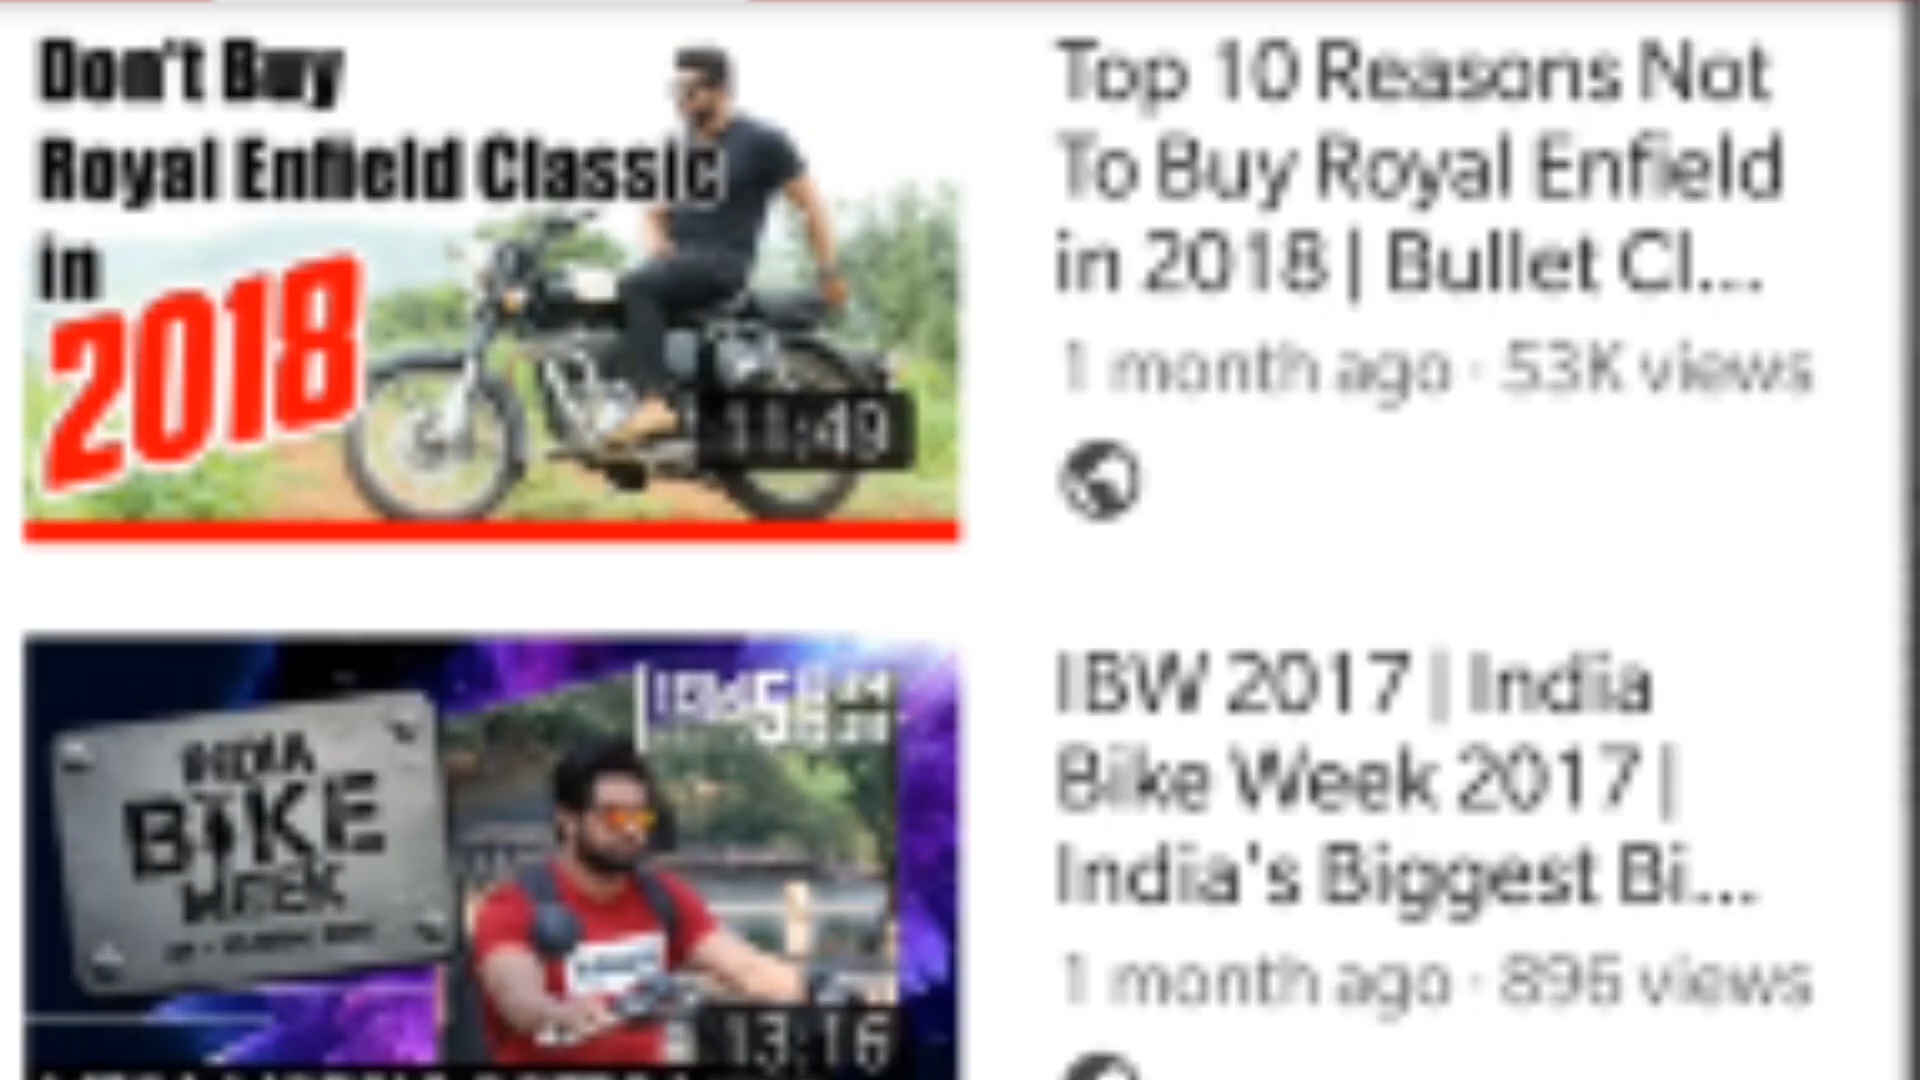 Don't Buy
Royal Enfield Classic
in
2018
11:49
Top 10 Reasons Not
To Buy Royal Enfield
in 2018 | Bullet Cl...
1 month ago · 53K views
INDIA
BIKE
WEEK
13:16
IBW 2017 | India
Bike Week 2017 |
India's Biggest Bi...
1 month ago · 896 views